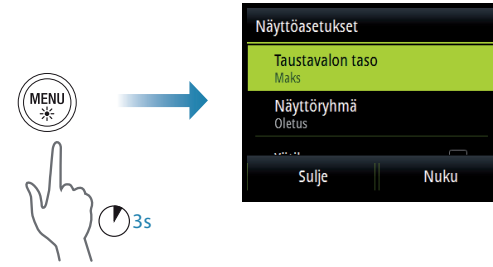 MENU
3s
Näyttöasetukset
Taustavalon taso
Maks
Näyttöryhmä
Oletus
Sulje
Nuku